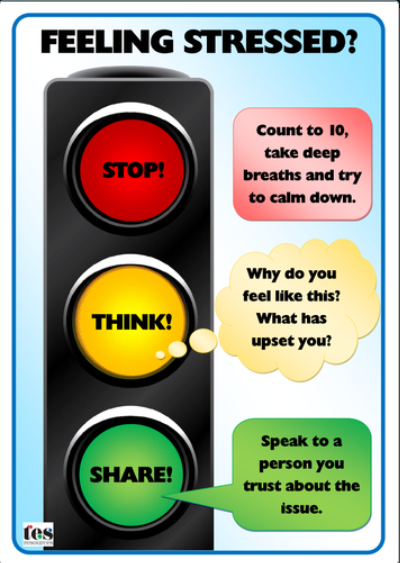 FEELING STRESSED?
STOP!
Count to 10,
take deep
breaths and try
to calm down.
THINK!
Why do you
feel like this?
What has
upset you?
SHARE!
Speak to a
person you
trust about the
issue.
tes
RESOURCES